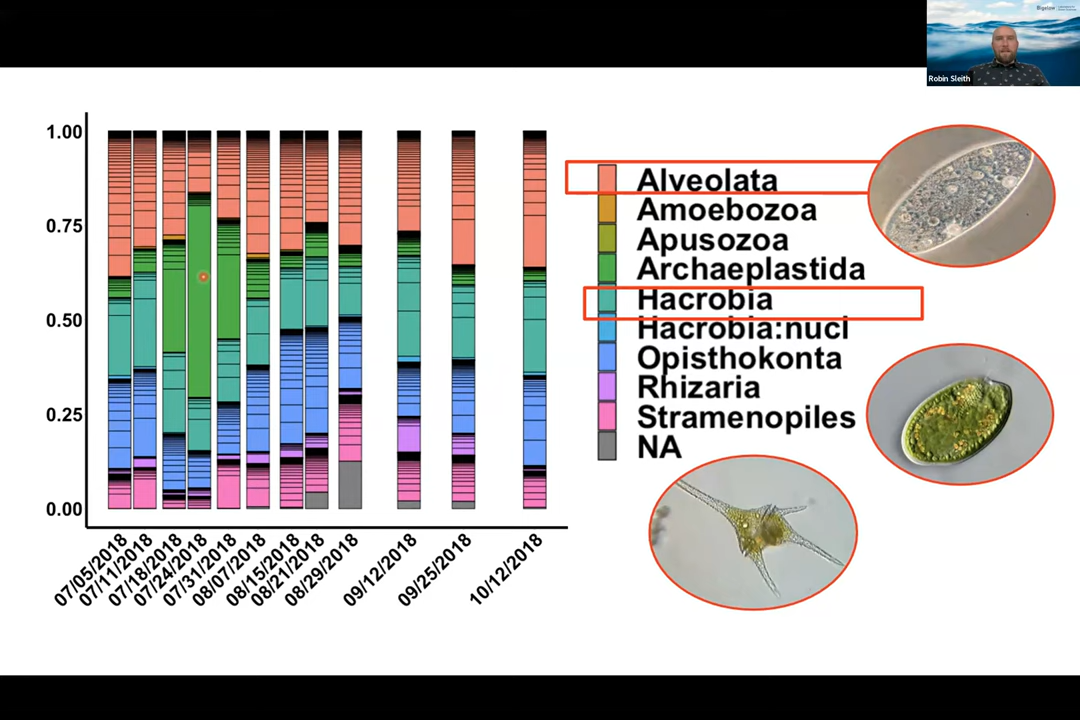 Bigelow
Robin Sleith
1.00
0.75
0.50
0.25
0.00
07/05/2018
07/11/2018
07/18/2018
07/24/2018
07/31/2018
08/07/2018
08/15/2018
08/21/2018
08/29/2018
09/12/2018
09/25/2018
10/12/2018
Alveolata
Amoebozoa
Apusozoa
Archaeplastida
Hacrobia
Hacrobia:nucl
Opisthokonta
Rhizaria
Stramenopiles
NA